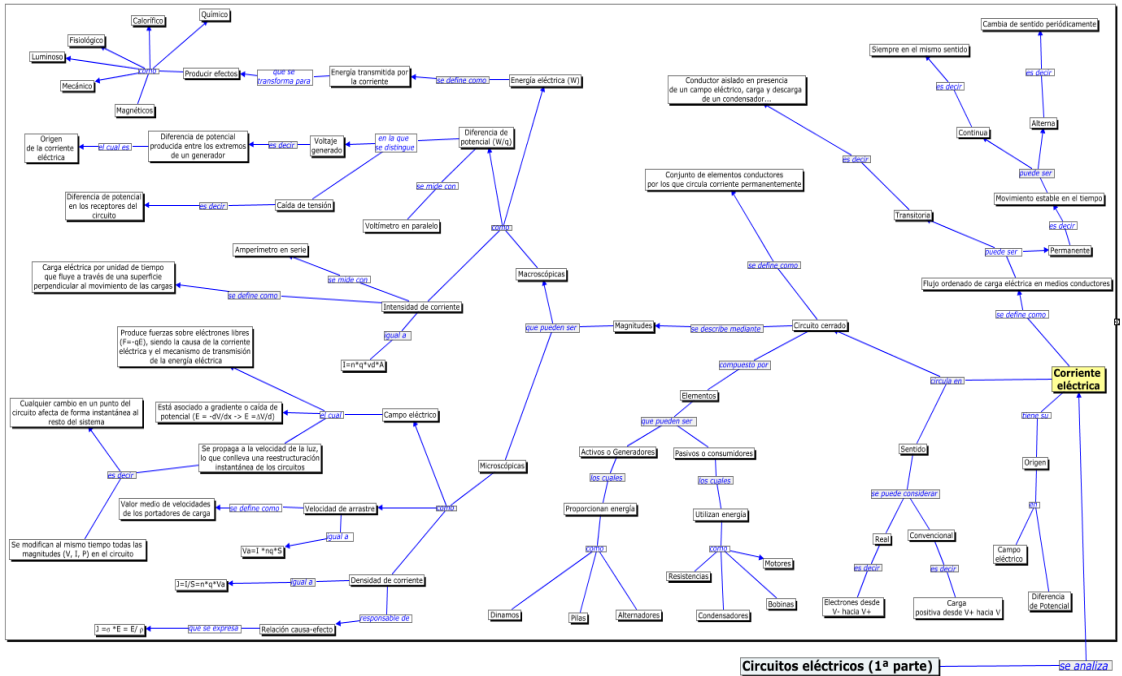 Químico
Calorífico
Fisiológico
Luminoso
Mecánico
Magnéticos
como
Producir efectos
que se
transforma para
Energía transmitida por
la corriente
se define como
Energía eléctrica (W)
Origen
de la corriente
eléctrica
el cual es
Diferencia de potencial
producida entre los extremos
de un generador
es decir
Voltaje
generado
en la que
se distingue
Diferencia de
potencial (W/q)
se mide con
Voltímetro en paralelo
Diferencia de potencial
en los receptores del
circuito
es decir
Caída de tensión
como
Amperímetro en serie
se mide con
Carga eléctrica por unidad de tiempo
que fluye a través de una superficie
perpendicular al movimiento de las cargas
se define como
Intensidad de corriente
igual a
I=n*q*vd*A
Macroscópicas
que pueden ser
Magnitudes
se describe mediante
Circuito cerrado
se define como
Conjunto de elementos conductores
por los que circula corriente permanentemente
Conductor aislado en presencia
de un campo eléctrico, carga y descarga
de un condensador...
es decir
Transitoria
Siempre en el mismo sentido
es decir
Continua
Cambia de sentido periódicamente
es decir
Alterna
puede ser
Movimiento estable en el tiempo
es decir
Permanente
puede ser
Flujo ordenado de carga eléctrica en medios conductores
se define como
Corriente
eléctrica
circula en
tiene su
Origen
en
Campo
eléctrico
Diferencia
de Potencial
Sentido
se puede considerar
Real
es decir
Electrones desde
V- hacia V+
Convencional
es decir
Carga
positiva desde V+ hacia V
compuesto por
Elementos
que pueden ser
Activos o Generadores
los cuales
Proporcionan energía
como
Dinamos
Pilas
Alternadores
Pasivos o consumidores
los cuales
Utilizan energía
como
Motores
Resistencias
Condensadores
Bobinas
Microscópicas
como
Produce fuerzas sobre eléctrones libres
(F=-qE), siendo la causa de la corriente
eléctrica y el mecanismo de transmisión
de la energía eléctrica
Está asociado a gradiente o caída de
potencial (E = -dV/dx -> E =ΔV/d)
el cual
Campo eléctrico
Se propaga a la velocidad de la luz,
lo que conlleva una reestructuración
instantánea de los circuitos
Cualquier cambio en un punto del
circuito afecta de forma instantánea al
resto del sistema
es decir
Se modifican al mismo tiempo todas las
magnitudes (V, I, P) en el circuito
Valor medio de velocidades
de los portadores de carga
se define como
Velocidad de arrastre
igual a
Va=I *nq*S
Densidad de corriente
igual a
J=I/S=n*q*Va
responsable de
Relación causa-efecto
que se expresa
J =σ *E = E/ ρ
Circuitos eléctricos (1ª parte)
se analiza